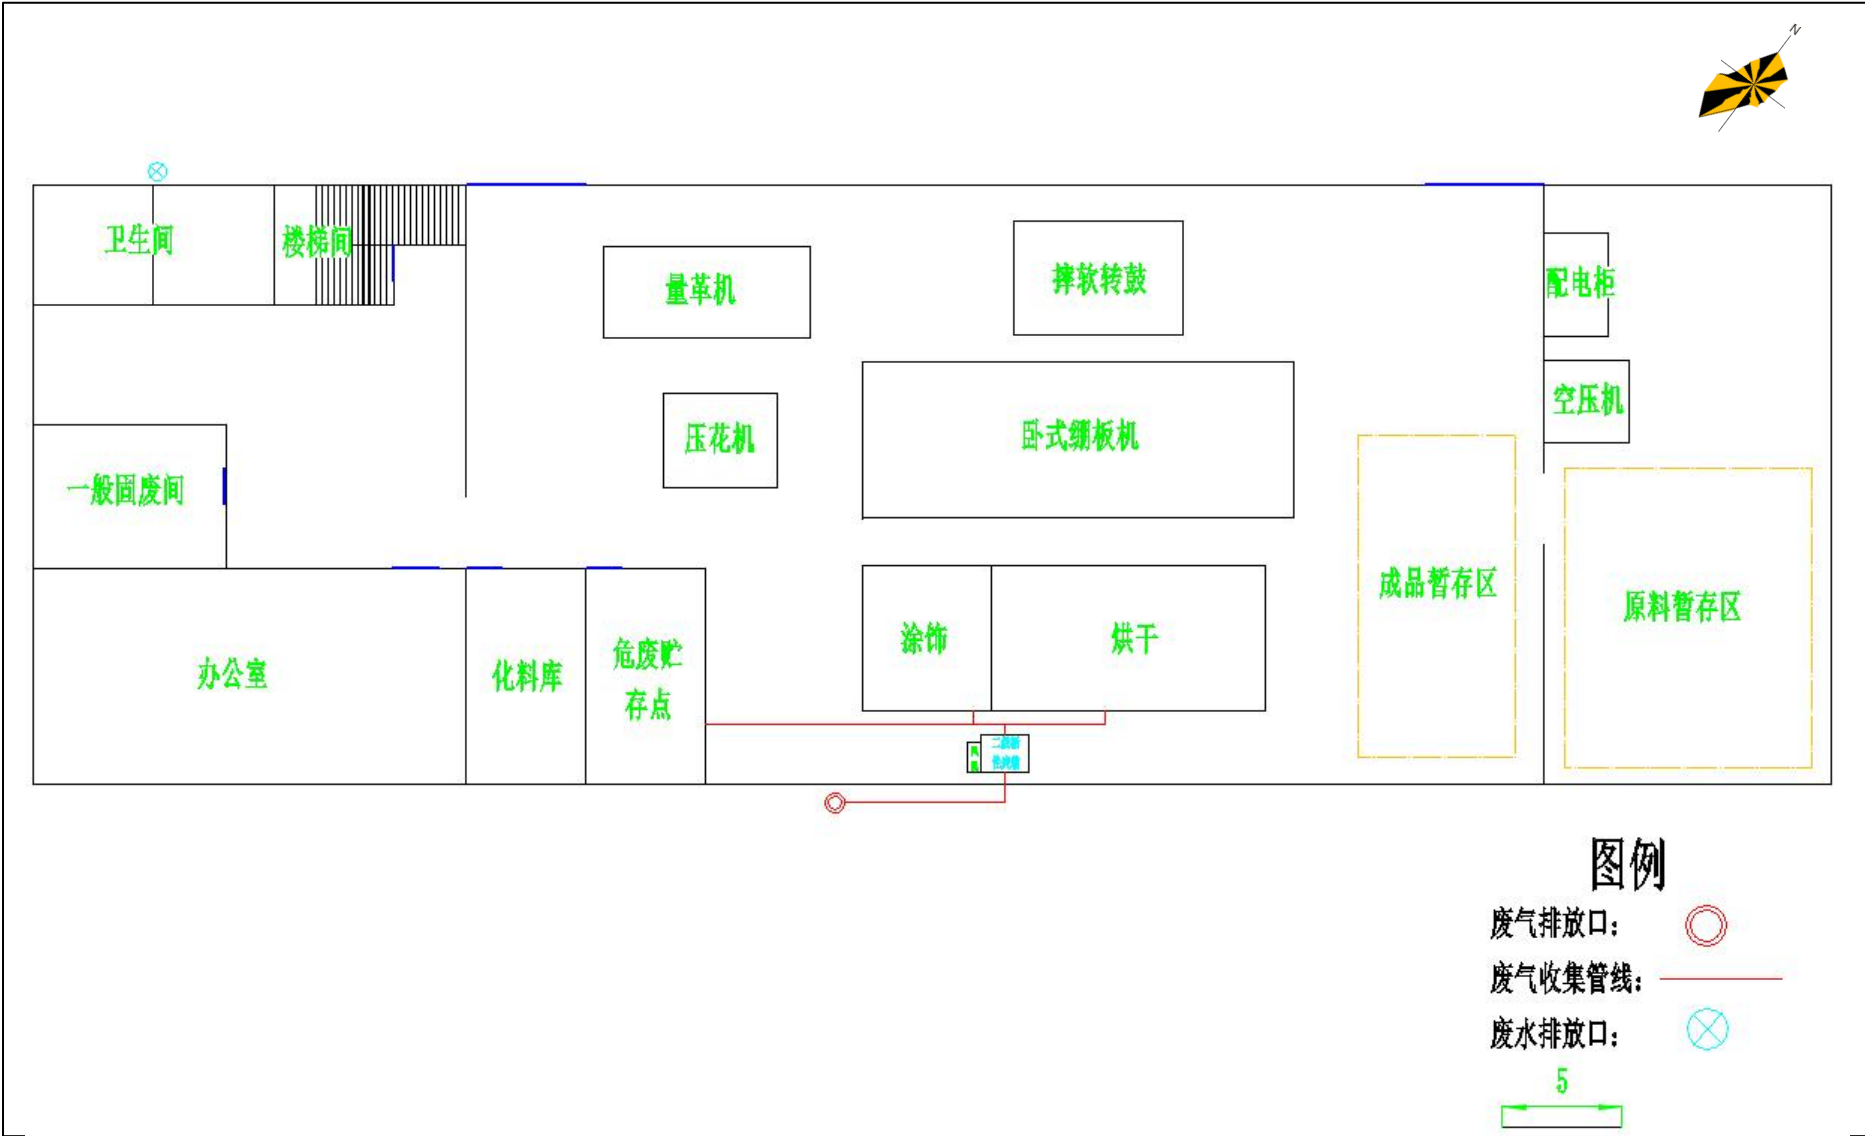 N
卫生间
楼梯间
量革机
摔软转鼓
配电柜
压花机
卧式绷板机
空压机
一般固废间
成品暂存区
原料暂存区
办公室
化料库
危废贮
存点
涂饰
烘干
图例
废气排放口：
废气收集管线：
废水排放口：
5